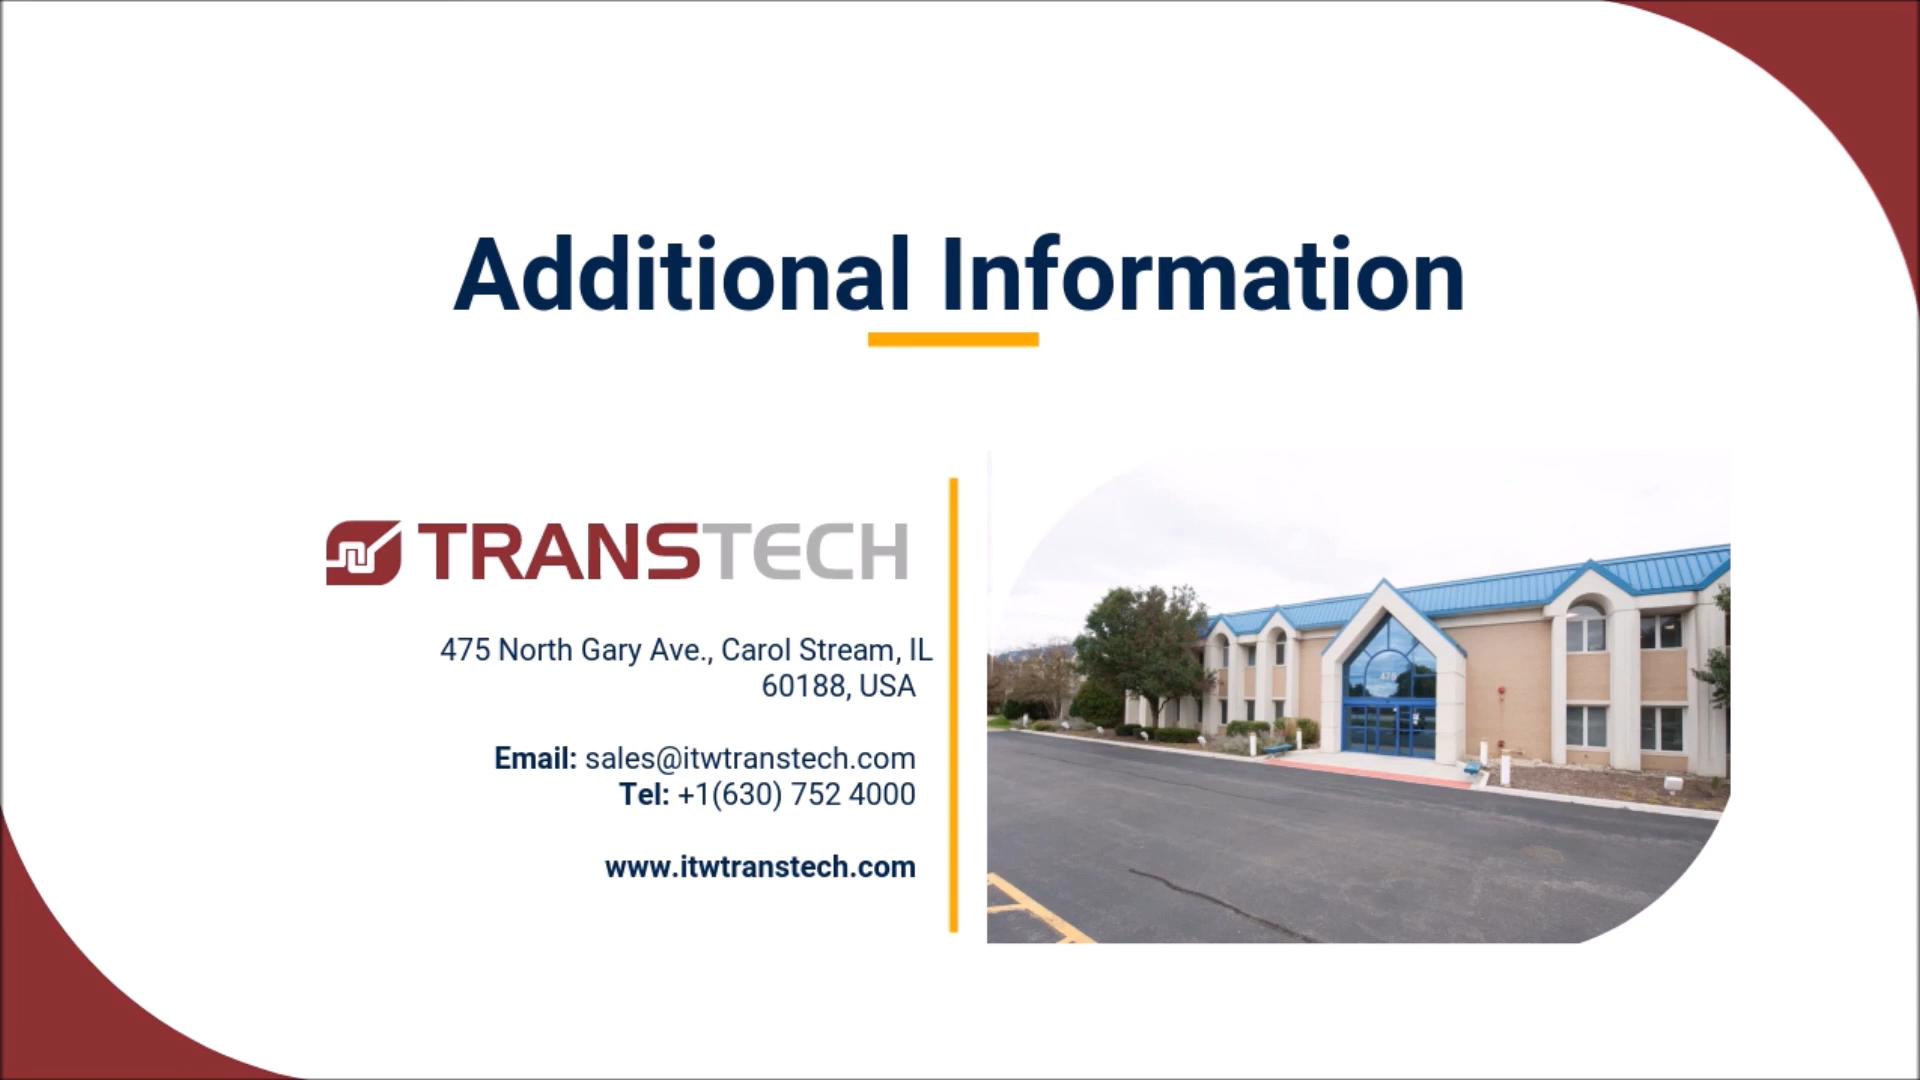 Additional Information
TRANSTECH
475 North Gary Ave., Carol Stream, IL
60188, USA
Email: sales@itwtranstech.com
Tel: +1(630) 752 4000
www.itwtranstech.com
475